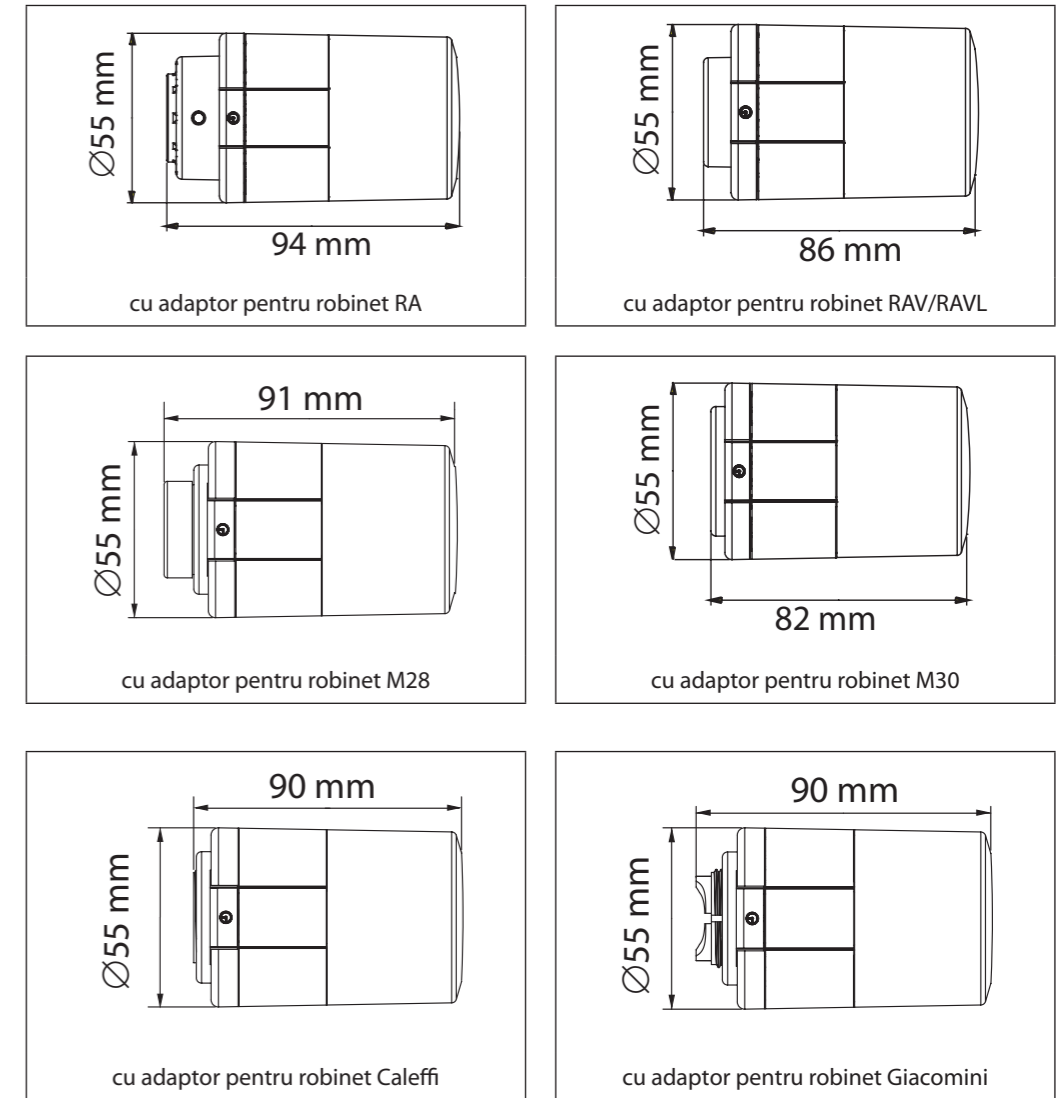 Ø55 mm
94 mm
cu adaptor pentru robinet RA
Ø55 mm
86 mm
cu adaptor pentru robinet RAV/RAVL
91 mm
Ø55 mm
cu adaptor pentru robinet M28
Ø55 mm
82 mm
cu adaptor pentru robinet M30
90 mm
Ø55 mm
cu adaptor pentru robinet Caleffi
90 mm
Ø55 mm
cu adaptor pentru robinet Giacomini